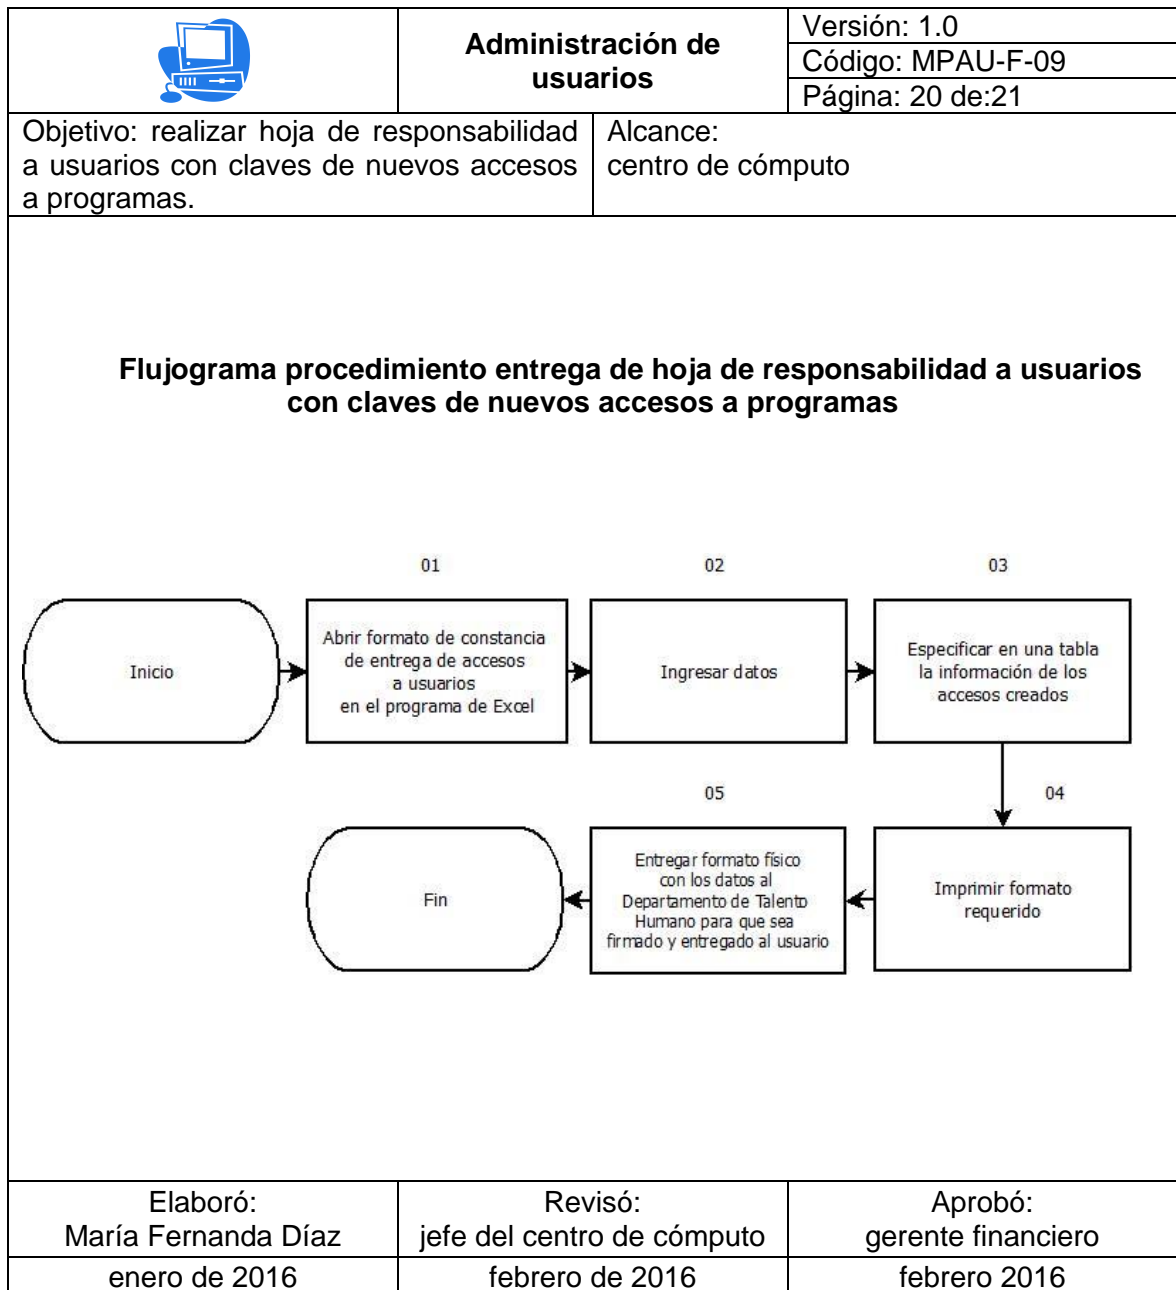 Administración de
usuarios
Versión: 1.0
Código: MPAU-F-09
Página: 20 de:21
Objetivo: realizar hoja de responsabilidad
a usuarios con claves de nuevos accesos
a programas.
Alcance:
centro de cómputo
Flujograma procedimiento entrega de hoja de responsabilidad a usuarios
con claves de nuevos accesos a programas
01
02
03
Inicio
Abrir formato de constancia
de entrega de accesos
a usuarios
en el programa de Excel
Ingresar datos
Especificar en una tabla
la información de los
accesos creados
05
04
Fin
Entregar formato físico
con los datos al
Departamento de Talento
Humano para que sea
firmado y entregado al usuario
Imprimir formato
requerido
Elaboró:
María Fernanda Díaz
Revisó:
jefe del centro de cómputo
Aprobó:
gerente financiero
enero de 2016
febrero de 2016
febrero 2016